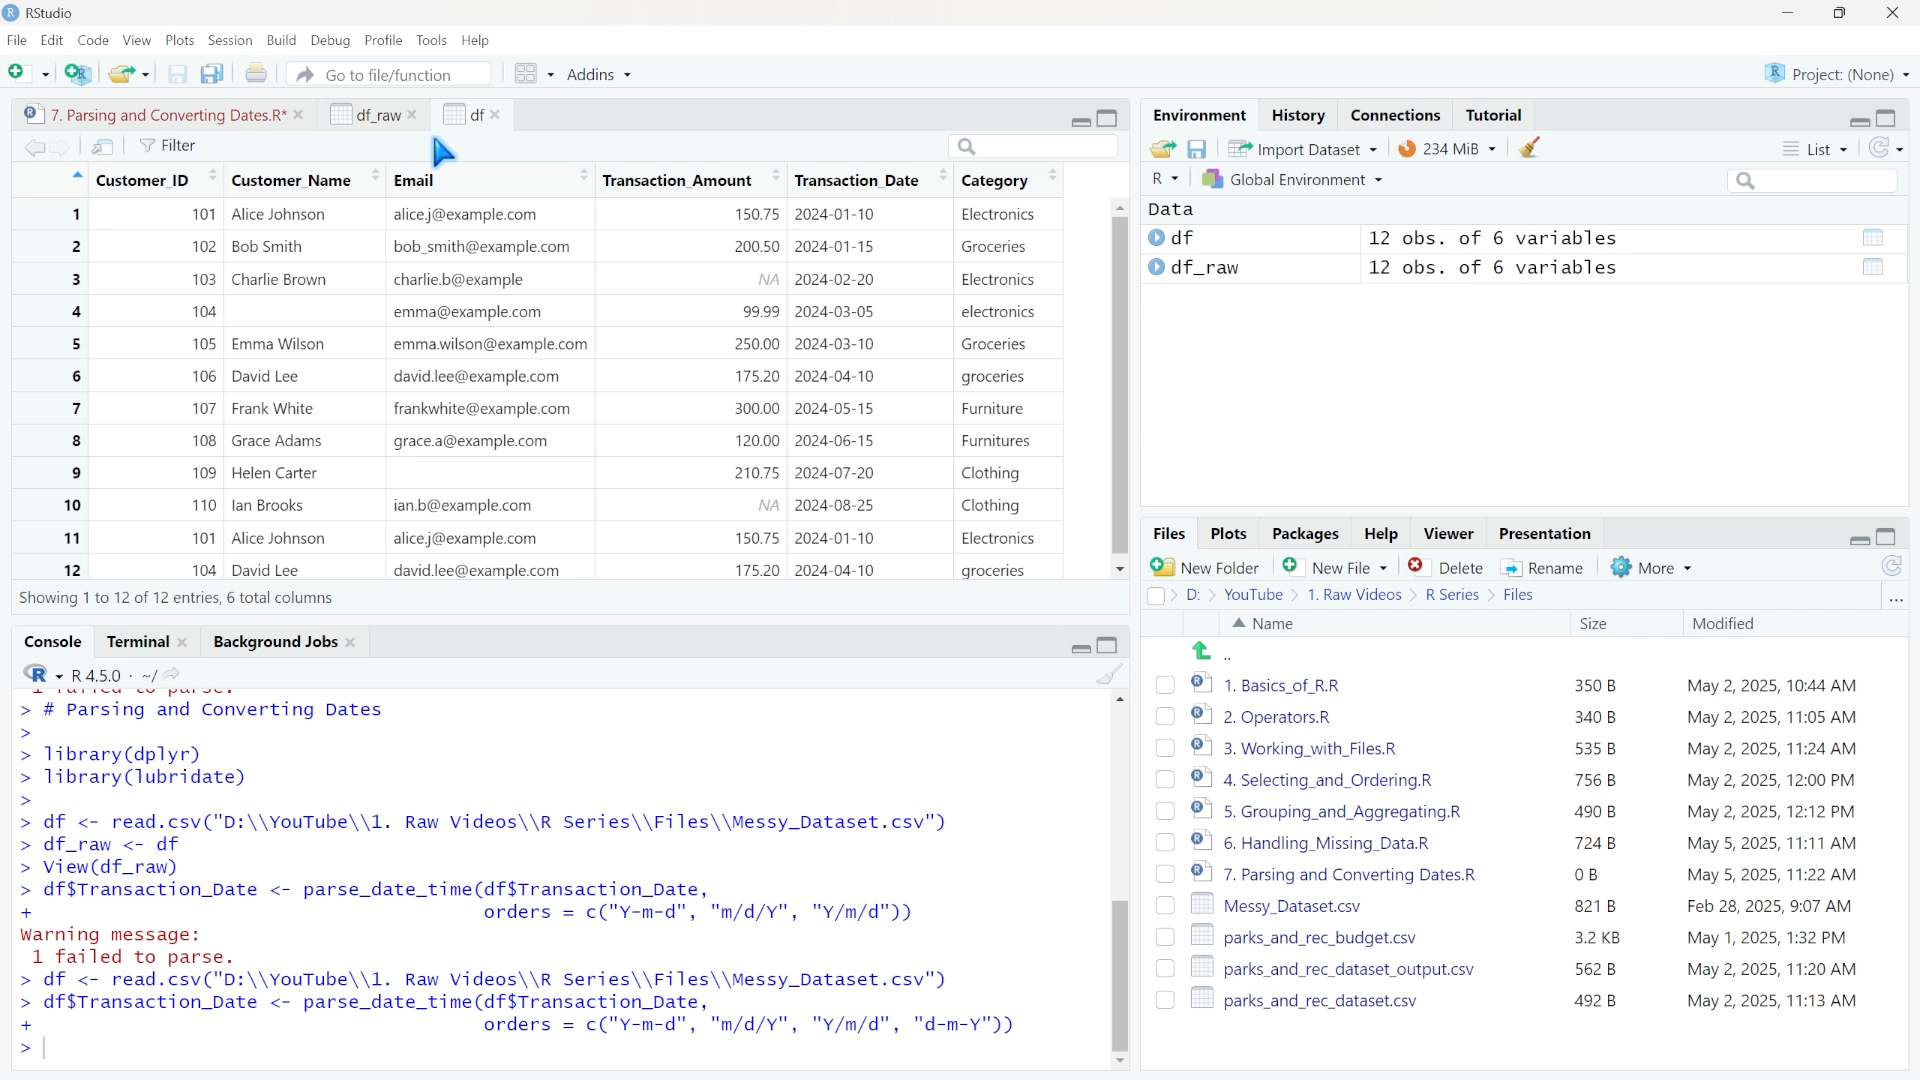 RStudio
File Edit Code View Plots Session Build Debug Profile Tools Help
Go to file/function Addins Project: (None)
7. Parsing and Converting Dates.R* df_raw df
Filter
Customer_ID Customer_Name Email Transaction_Amount Transaction_Date Category
1 101 Alice Johnson alice.j@example.com 150.75 2024-01-10 Electronics
2 102 Bob Smith bob_smith@example.com 200.50 2024-01-15 Groceries
3 103 Charlie Brown charlie.b@example NA 2024-02-20 Electronics
4 104 emma@example.com 99.99 2024-03-05 electronics
5 105 Emma Wilson emma.wilson@example.com 250.00 2024-03-10 Groceries
6 106 David Lee david.lee@example.com 175.20 2024-04-10 groceries
7 107 Frank White frankwhite@example.com 300.00 2024-05-15 Furniture
8 108 Grace Adams grace.a@example.com 120.00 2024-06-15 Furnitures
9 109 Helen Carter 210.75 2024-07-20 Clothing
10 110 Ian Brooks ian.b@example.com NA 2024-08-25 Clothing
11 101 Alice Johnson alice.j@example.com 150.75 2024-01-10 Electronics
12 104 David Lee david.lee@example.com 175.20 2024-04-10 groceries
Showing 1 to 12 of 12 entries, 6 total columns
Console Terminal Background Jobs
R 4.5.0 · ~/
1 failed to parse.
> # Parsing and Converting Dates
>
> library(dplyr)
> library(lubridate)
>
> df <- read.csv("D:\\YouTube\\1. Raw Videos\\R Series\\Files\\Messy_Dataset.csv")
> df_raw <- df
> View(df_raw)
> df$Transaction_Date <- parse_date_time(df$Transaction_Date,
+ orders = c("Y-m-d", "m/d/Y", "Y/m/d"))
Warning message:
1 failed to parse.
> df <- read.csv("D:\\YouTube\\1. Raw Videos\\R Series\\Files\\Messy_Dataset.csv")
> df$Transaction_Date <- parse_date_time(df$Transaction_Date,
+ orders = c("Y-m-d", "m/d/Y", "Y/m/d", "d-m-Y"))
>
Environment History Connections Tutorial
Import Dataset 234 MiB List
R Global Environment
Data
df 12 obs. of 6 variables
df_raw 12 obs. of 6 variables
Files Plots Packages Help Viewer Presentation
New Folder New File Delete Rename More
D: > YouTube > 1. Raw Videos > R Series > Files ...
Name Size Modified
..
1. Basics_of_R.R 350 B May 2, 2025, 10:44 AM
2. Operators.R 340 B May 2, 2025, 11:05 AM
3. Working_with_Files.R 535 B May 2, 2025, 11:24 AM
4. Selecting_and_Ordering.R 756 B May 2, 2025, 12:00 PM
5. Grouping_and_Aggregating.R 490 B May 2, 2025, 12:12 PM
6. Handling_Missing_Data.R 724 B May 5, 2025, 11:11 AM
7. Parsing and Converting Dates.R 0 B May 5, 2025, 11:22 AM
Messy_Dataset.csv 821 B Feb 28, 2025, 9:07 AM
parks_and_rec_budget.csv 3.2 KB May 1, 2025, 1:32 PM
parks_and_rec_dataset_output.csv 562 B May 2, 2025, 11:20 AM
parks_and_rec_dataset.csv 492 B May 2, 2025, 11:13 AM